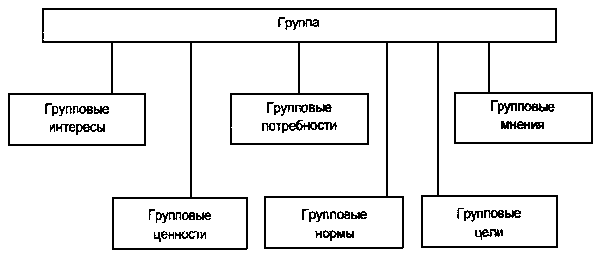 Группа
Групповые
интересы
Групповые
потребности
Групповые
мнения
Групповые
ценности
Групповые
нормы
Групповые
цели